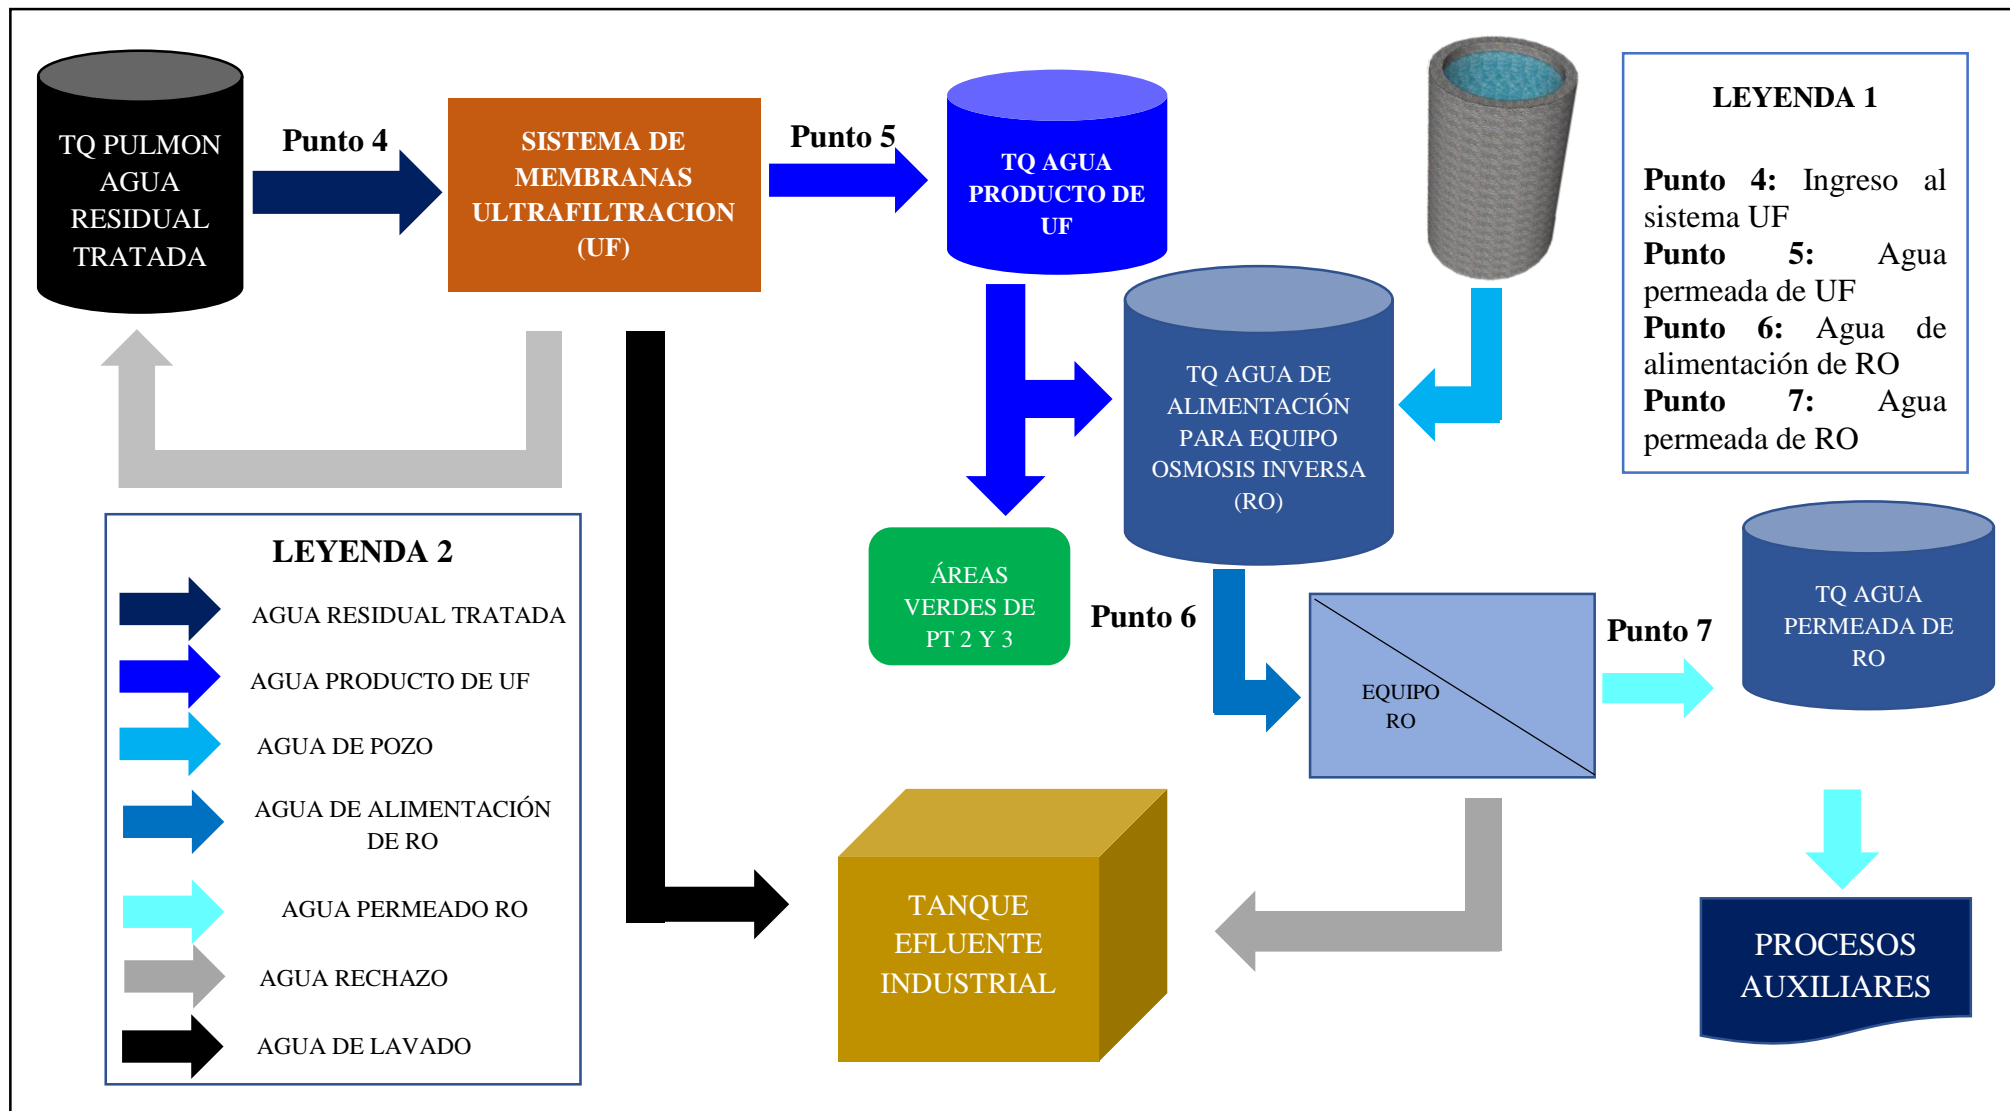 TQ PULMON
AGUA
RESIDUAL
TRATADA
Punto 4
SISTEMA DE
MEMBRANAS
ULTRAFILTRACION
(UF)
Punto 5
TQ AGUA
PRODUCTO DE
UF
LEYENDA 1
Punto 4: Ingreso al
sistema UF
Punto 5: Agua
permeada de UF
Punto 6: Agua de
alimentación de RO
Punto 7: Agua
permeada de RO
TQ AGUA DE
ALIMENTACIÓN
PARA EQUIPO
OSMOSIS INVERSA
(RO)
ÁREAS
VERDES DE
PT 2 Y 3
Punto 6
EQUIPO
RO
Punto 7
TQ AGUA
PERMEADA DE
RO
LEYENDA 2
AGUA RESIDUAL TRATADA
AGUA PRODUCTO DE UF
AGUA DE POZO
AGUA DE ALIMENTACIÓN
DE RO
AGUA PERMEADO RO
AGUA RECHAZO
AGUA DE LAVADO
TANQUE
EFLUENTE
INDUSTRIAL
PROCESOS
AUXILIARES